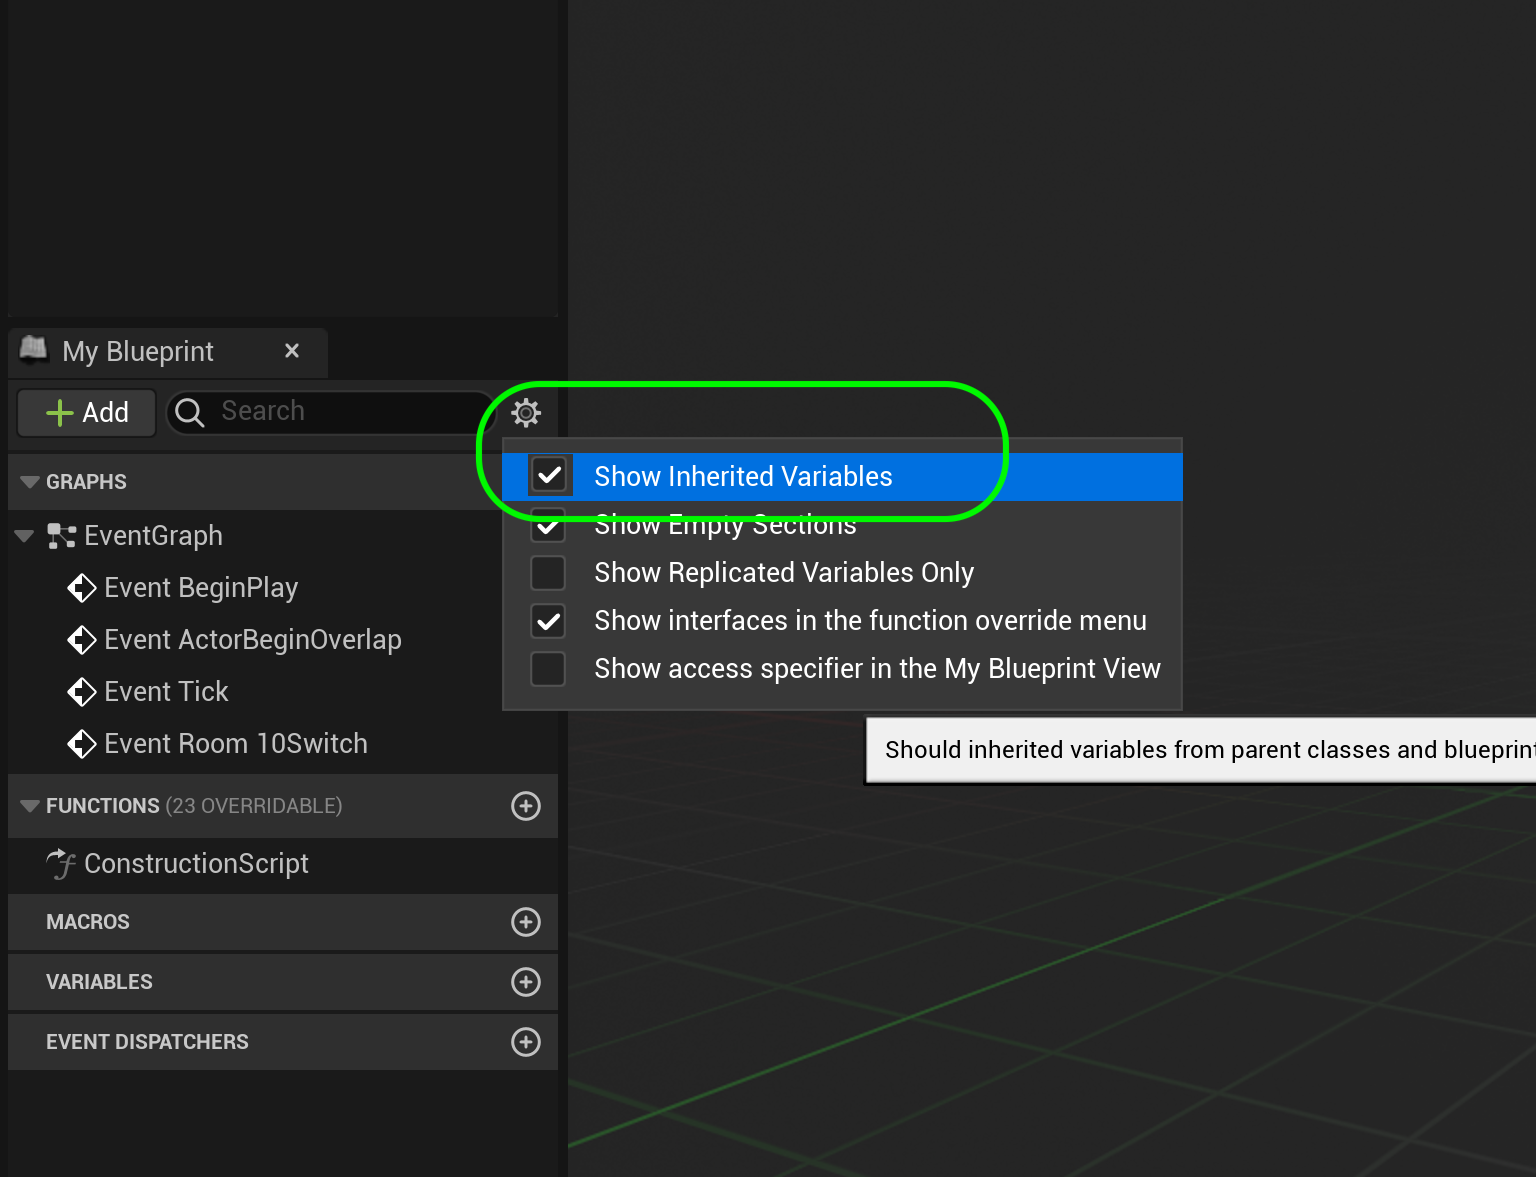 My Blueprint
Add
Search
Show Inherited Variables
GRAPHS
Show Empty Sections
EventGraph
Show Replicated Variables Only
Event BeginPlay
Show interfaces in the function override menu
Event ActorBeginOverlap
Show access specifier in the My Blueprint View
Event Tick
Event Room 10Switch
Should inherited variables from parent classes and blueprint
FUNCTIONS (23 OVERRIDABLE)
ConstructionScript
MACROS
VARIABLES
EVENT DISPATCHERS